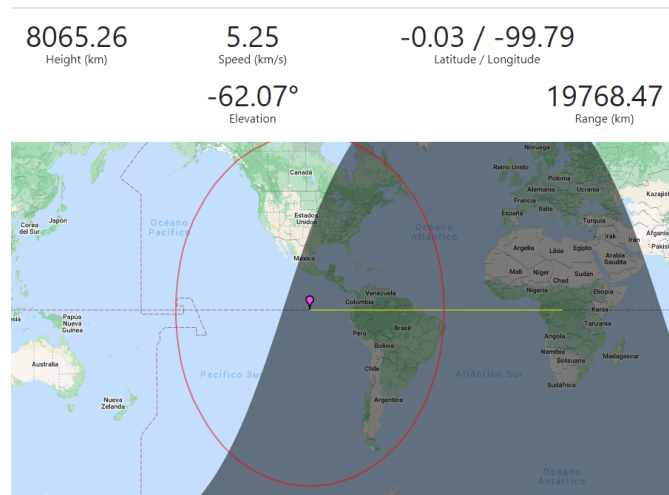 8065.26
5.25
-0.03 / -99.79
Height (km)
Speed (km/s)
Latitude / Longitude
-62.07°
19768.47
Elevation
Range (km)
Noruega
Canadá
Reino Unido
Polonia
Alemania
Ucrania
Kazajist
Francia
Italia
España
Turquía
Estados
Unidos
Océano
Pacífico
Océano
Atlántico
Corea
del Sur
Japón
Afganis
Irak
Irán
Pakist
Argelia
Libia
Egipto
Arabia
Saudita
México
Mali
Níger
Chad
Sudán
Venezuela
Colombia
Nigeria
Etiopía
Kenia
Papúa
Nueva
Guinea
Perú
Brasil
Tanzania
Bolivia
Angola
Namibia
Botsuana
Madagascar
Australia
Chile
Pacífico Sur
Atlántico Sur
Sudáfrica
Argentina
Nueva
Zelanda
Océano
Antártico